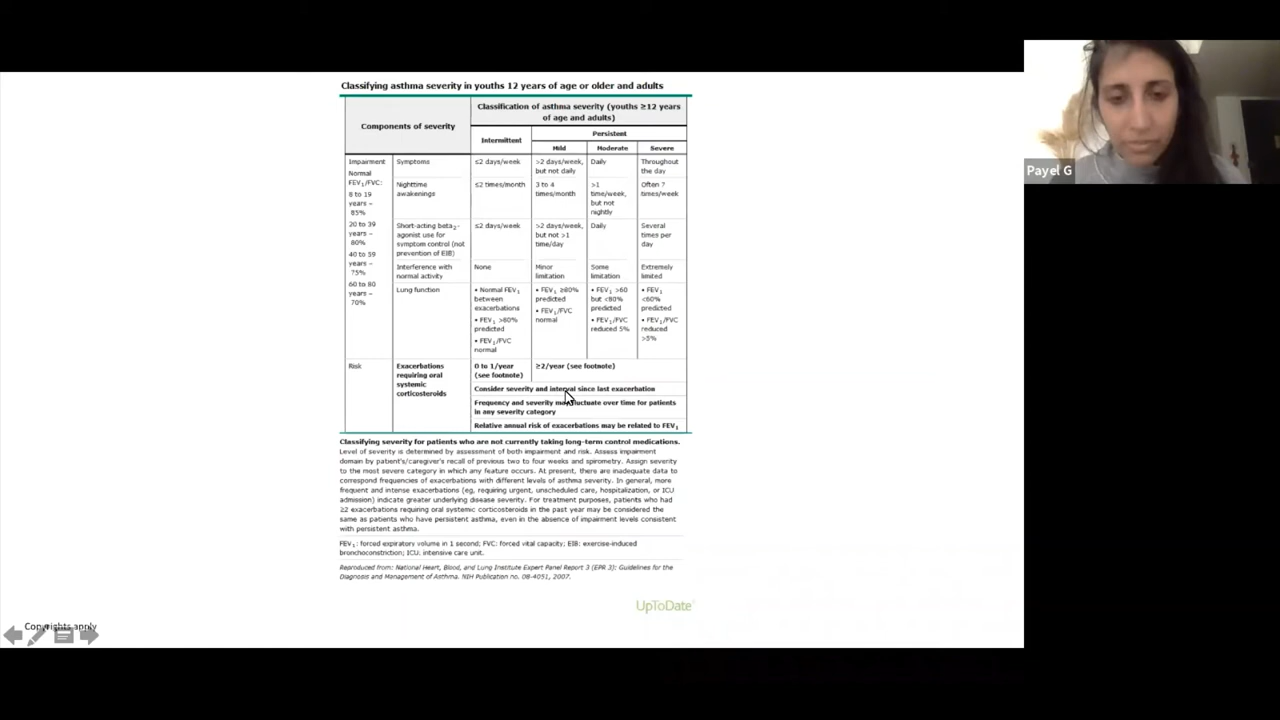 Classifying asthma severity in youths 12 years of age or older and adults
Components of severity
Classification of asthma severity (youths ≥12 years
of age and adults)
Intermittent
Persistent
Mild
Moderate
Severe
Impairment
Normal
FEV1/FVC:
8 to 19
years –
85%
20 to 39
years –
80%
40 to 59
years –
75%
60 to 80
years –
70%
Symptoms
≤2 days/week
>2 days/week,
but not daily
Daily
Throughout
the day
Nighttime
awakenings
≤2 times/month
3 to 4
times/month
>1
time/week,
but not
nightly
Often 7
times/week
Short-acting beta2-
agonist use for
symptom control (not
prevention of EIB)
≤2 days/week
>2 days/week,
but not >1
time/day
Daily
Several
times per
day
Interference with
normal activity
None
Minor
limitation
Some
limitation
Extremely
limited
Lung function
• Normal FEV1
between
exacerbations
• FEV1 >80%
predicted
• FEV1/FVC
normal
• FEV1 ≥80%
predicted
• FEV1/FVC
normal
• FEV1 >60
but <80%
predicted
• FEV1/FVC
reduced 5%
• FEV1
<60%
predicted
• FEV1/FVC
reduced
>5%
Risk
Exacerbations
requiring oral
systemic
corticosteroids
0 to 1/year
(see footnote)
≥2/year (see footnote)
Consider severity and interval since last exacerbation
Frequency and severity may fluctuate over time for patients
in any severity category
Relative annual risk of exacerbations may be related to FEV1
Classifying severity for patients who are not currently taking long-term control medications.
Level of severity is determined by assessment of both impairment and risk. Assess impairment
domain by patient's/caregiver's recall of previous two to four weeks and spirometry. Assign severity
to the most severe category in which any feature occurs. At present, there are inadequate data to
correspond frequencies of exacerbations with different levels of asthma severity. In general, more
frequent and intense exacerbations (eg, requiring urgent, unscheduled care, hospitalization, or ICU
admission) indicate greater underlying disease severity. For treatment purposes, patients who had
≥2 exacerbations requiring oral systemic corticosteroids in the past year may be considered the
same as patients who have persistent asthma, even in the absence of impairment levels consistent
with persistent asthma.
FEV1: forced expiratory volume in 1 second; FVC: forced vital capacity; EIB: exercise-induced
bronchoconstriction; ICU: intensive care unit.
Reproduced from: National Heart, Blood, and Lung Institute Expert Panel Report 3 (EPR 3): Guidelines for the
Diagnosis and Management of Asthma. NIH Publication no. 08-4051, 2007.
UpToDate®
Copyrights apply
Payel G